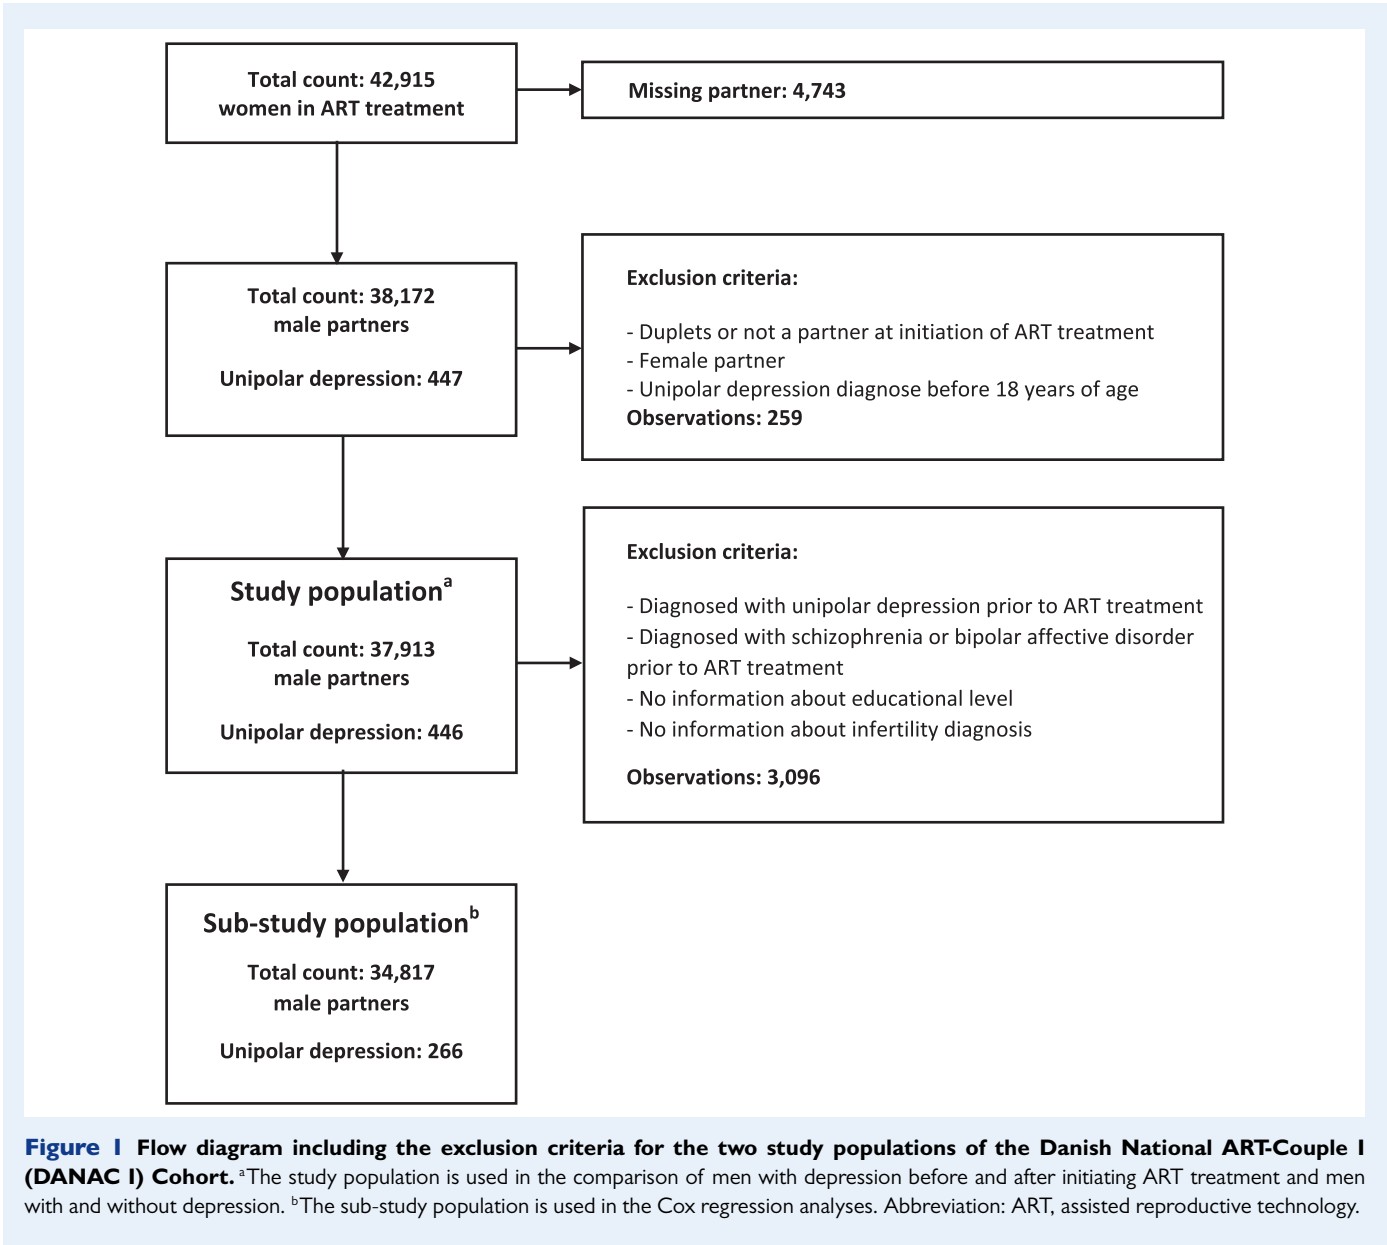 Total count: 42,915
women in ART treatment
Missing partner: 4,743
Total count: 38,172
male partners
Unipolar depression: 447
Exclusion criteria:
- Duplets or not a partner at initiation of ART treatment
- Female partner
- Unipolar depression diagnose before 18 years of age
Observations: 259
Study populationᵃ
Total count: 37,913
male partners
Unipolar depression: 446
Exclusion criteria:
- Diagnosed with unipolar depression prior to ART treatment
- Diagnosed with schizophrenia or bipolar affective disorder
prior to ART treatment
- No information about educational level
- No information about infertility diagnosis
Observations: 3,096
Sub-study populationᵇ
Total count: 34,817
male partners
Unipolar depression: 266
Figure 1 Flow diagram including the exclusion criteria for the two study populations of the Danish National ART-Couple I
(DANAC I) Cohort. ᵃThe study population is used in the comparison of men with depression before and after initiating ART treatment and men
with and without depression. ᵇThe sub-study population is used in the Cox regression analyses. Abbreviation: ART, assisted reproductive technology.